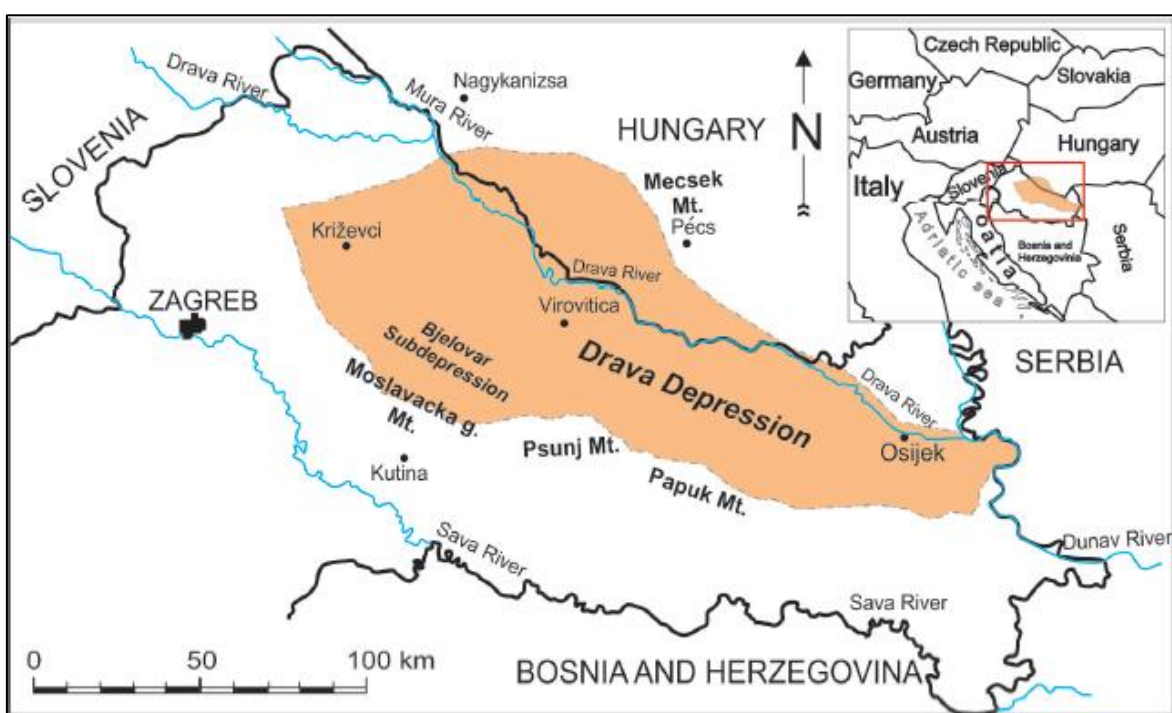 Drava River
Mura River
Nagykanizsa
SLOVENIA
HUNGARY
N
Mecsek
Mt.
Pécs
Križevci
Drava River
Virovitica
ZAGREB
Bjelovar
Subdepression
Drava Depression
Moslavacka g.
Mt.
Kutina
Psunj Mt.
Papuk Mt.
Drava River
Osijek
SERBIA
Dunav River
Sava River
Sava River
BOSNIA AND HERZEGOVINA
0 50 100 km
Czech Republic
Germany
Slovakia
Austria
Hungary
Italy
Slovenia
oatia
Bosnia and
Herzegovinia
Serbia
Adriatic sea